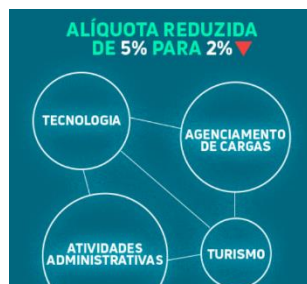 ALÍQUOTA REDUZIDA
DE 5% PARA 2%
TECNOLOGIA
AGENCIAMENTO
DE CARGAS
ATIVIDADES
ADMINISTRATIVAS
TURISMO